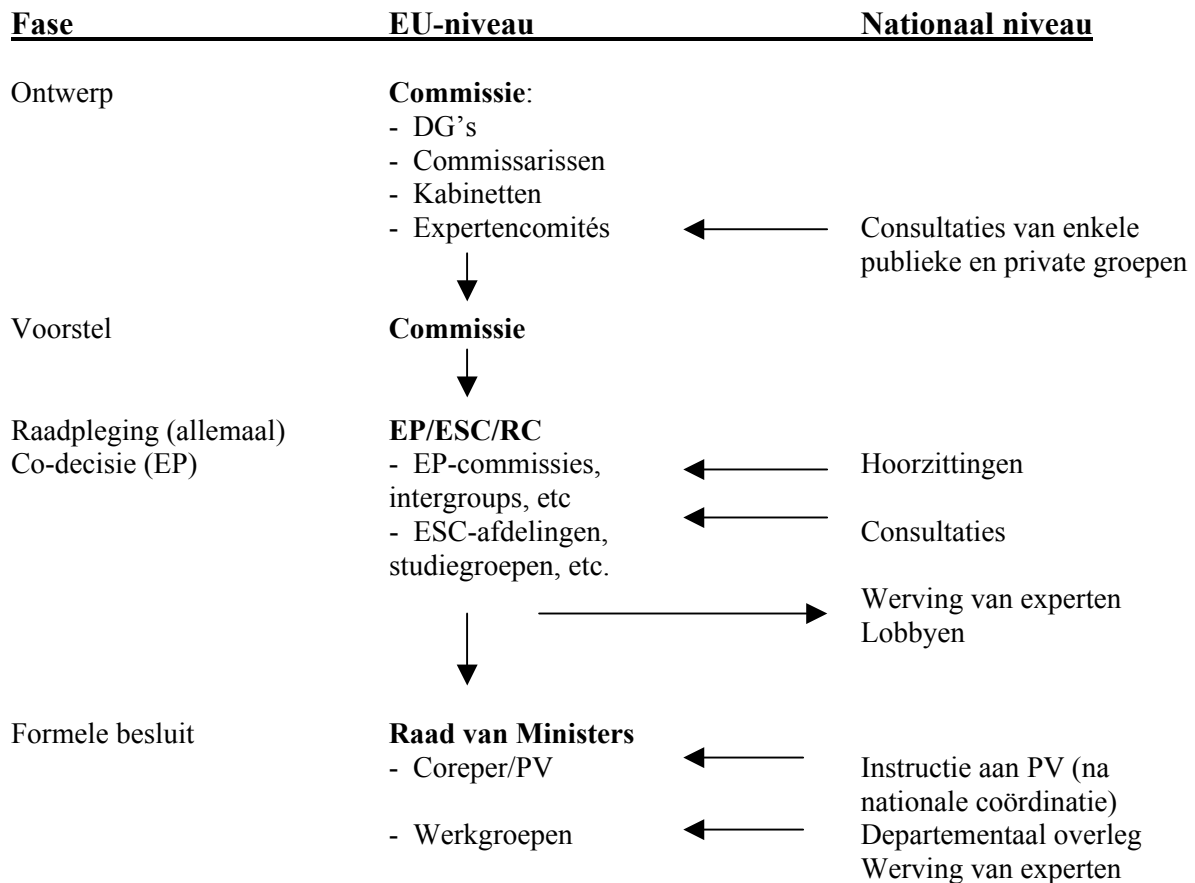 Fase EU-niveau Nationaal niveau
Ontwerp Commissie:
- DG’s
- Commissarissen
- Kabinetten
- Expertencomités Consultaties van enkele
publieke en private groepen
Voorstel Commissie
Raadpleging (allemaal) EP/ESC/RC
Co-decisie (EP) - EP-commissies, Hoorzittingen
intergroups, etc
- ESC-afdelingen, Consultaties
studiegroepen, etc.
Werving van experten
Lobbyen
Formele besluit Raad van Ministers
- Coreper/PV Instructie aan PV (na
nationale coördinatie)
- Werkgroepen Departementaal overleg
Werving van experten